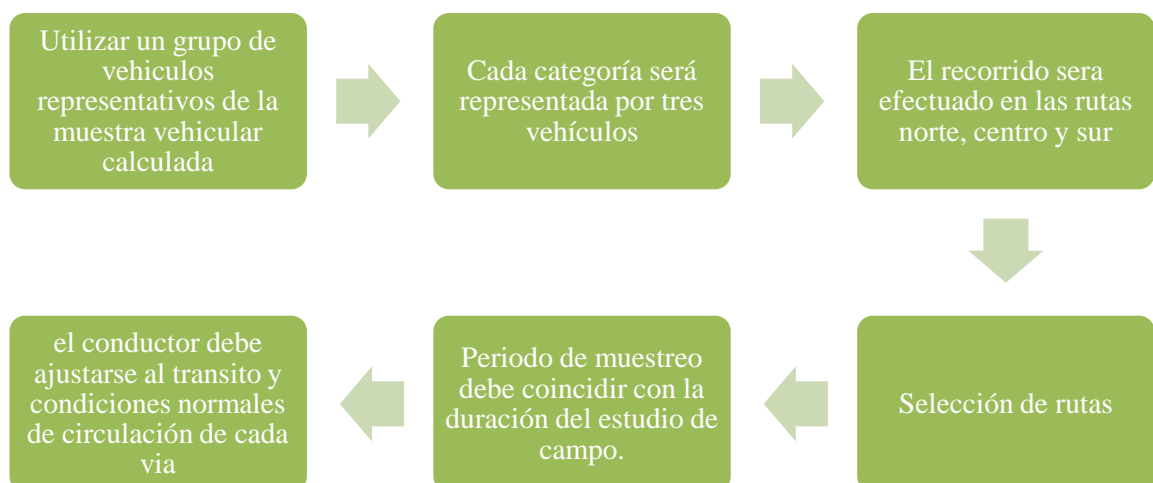 Utilizar un grupo de
vehiculos
representativos de la
muestra vehicular
calculada
Cada categoría será
representada por tres
vehículos
El recorrido sera
efectuado en las rutas
norte, centro y sur
Selección de rutas
Periodo de muestreo
debe coincidir con la
duración del estudio de
campo.
el conductor debe
ajustarse al transito y
condiciones normales
de circulación de cada
via